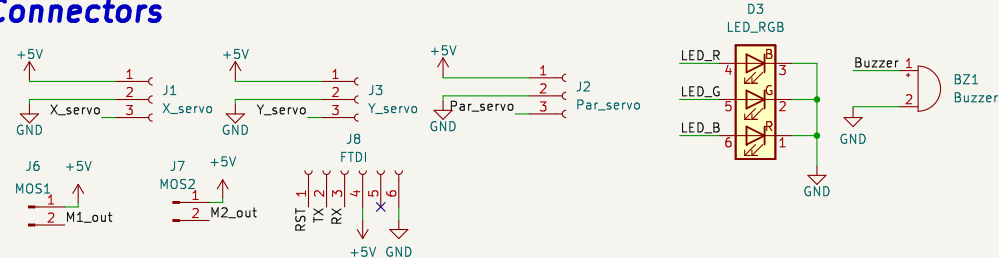 Connectors
+5V
1
2
3
X_servo
GND
J1
X_servo
+5V
1
2
3
Y_servo
GND
J3
Y_servo
+5V
1
2
3
Par_servo
GND
J2
Par_servo
D3
LED_RGB
LED_R
4
B
3
LED_G
5
G
2
LED_B
6
R
1
GND
Buzzer
1
+
2
GND
BZ1
Buzzer
J6
MOS1
+5V
1
2
M1_out
J7
MOS2
+5V
1
2
M2_out
J8
FTDI
1
2
3
4
5
6
RST
TX
RX
+5V
GND